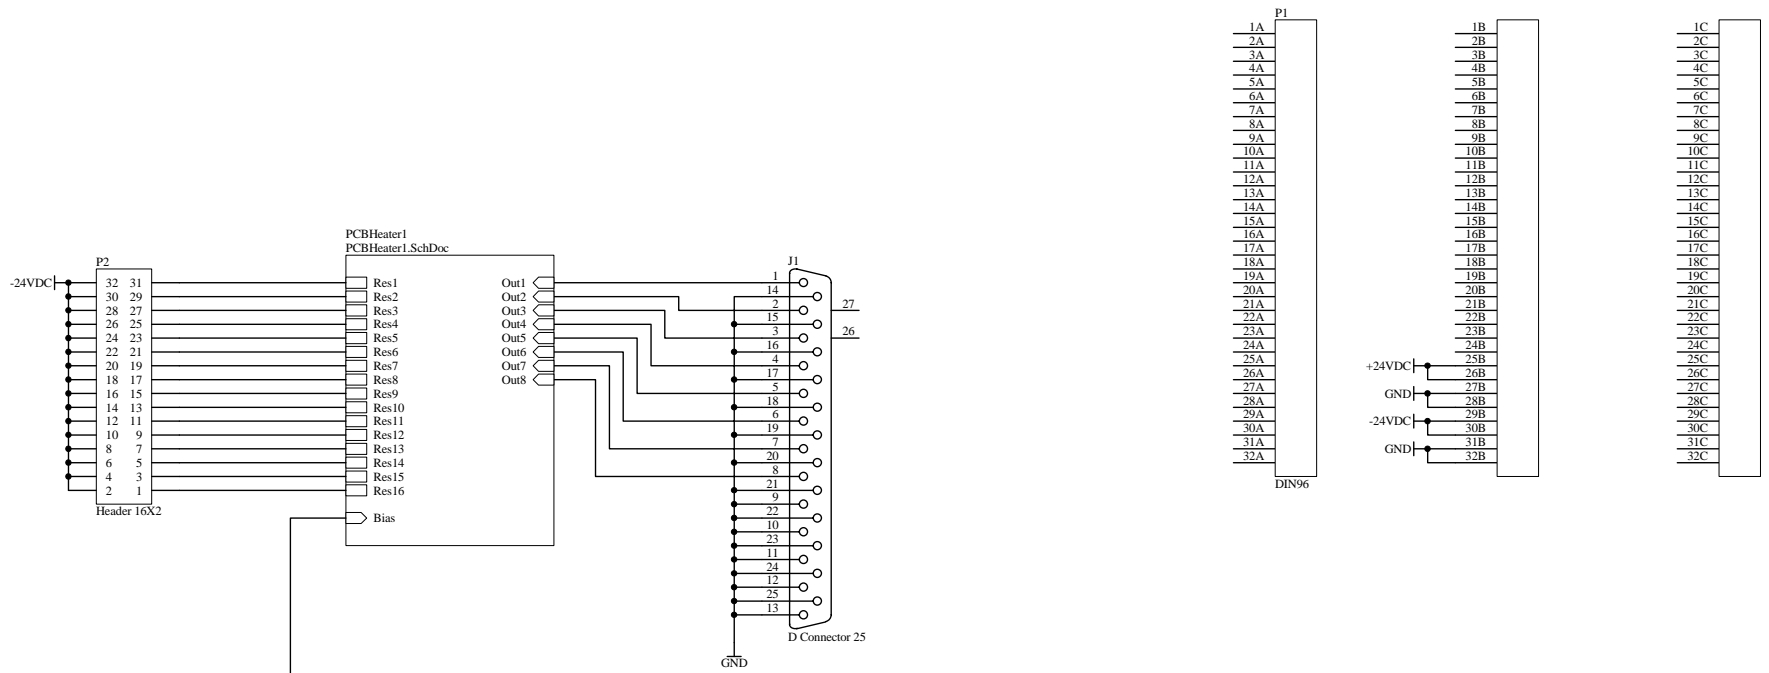 PCBHeater1
PCBHeater1.SchDoc
P2
-24VDC
32 31
30 29
28 27
26 25
24 23
22 21
20 19
18 17
16 15
14 13
12 11
10 9
8 7
6 5
4 3
2 1
Header 16X2
Res1
Res2
Res3
Res4
Res5
Res6
Res7
Res8
Res9
Res10
Res11
Res12
Res13
Res14
Res15
Res16
Bias
Out1
Out2
Out3
Out4
Out5
Out6
Out7
Out8
J1
1
14
2
15
3
16
4
17
5
18
6
19
7
20
8
21
9
22
10
23
11
24
12
25
13
27
26
D Connector 25
GND
P1
1A
2A
3A
4A
5A
6A
7A
8A
9A
10A
11A
12A
13A
14A
15A
16A
17A
18A
19A
20A
21A
22A
23A
24A
25A
26A
27A
28A
29A
30A
31A
32A
DIN96
1B
2B
3B
4B
5B
6B
7B
8B
9B
10B
11B
12B
13B
14B
15B
16B
17B
18B
19B
20B
21B
22B
23B
24B
25B
26B
27B
28B
29B
30B
31B
32B
+24VDC
GND
-24VDC
GND
1C
2C
3C
4C
5C
6C
7C
8C
9C
10C
11C
12C
13C
14C
15C
16C
17C
18C
19C
20C
21C
22C
23C
24C
25C
26C
27C
28C
29C
30C
31C
32C